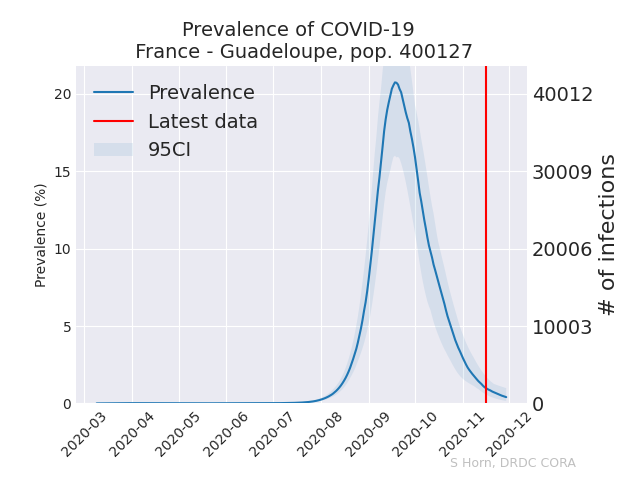 Prevalence of COVID-19
France - Guadeloupe, pop. 400127
Prevalence
Latest data
95CI
Prevalence (%)
20
15
10
5
0
40012
30009
20006
10003
0
# of infections
2020-03
2020-04
2020-05
2020-06
2020-07
2020-08
2020-09
2020-10
2020-11
2020-12
S Horn, DRDC CORA